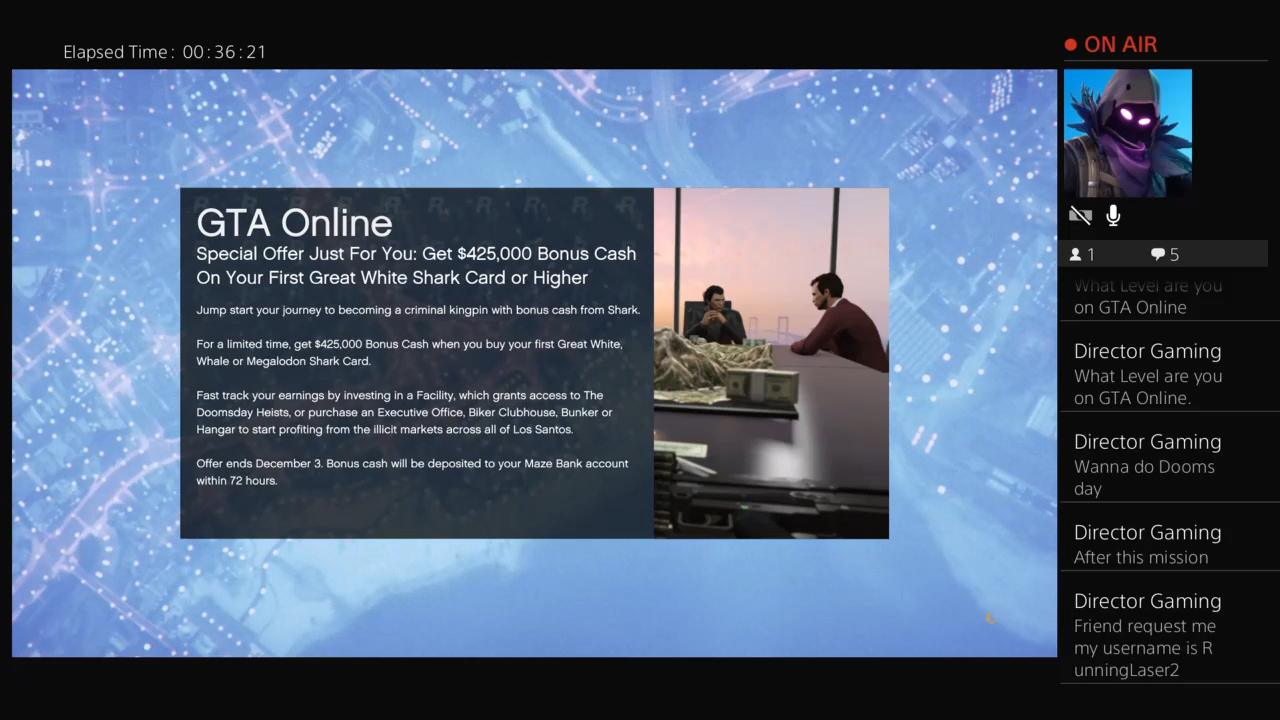 Elapsed Time: 00:36:21
ON AIR
GTA Online
Special Offer Just For You: Get $425,000 Bonus Cash
On Your First Great White Shark Card or Higher
Jump start your journey to becoming a criminal kingpin with bonus cash from Shark.
For a limited time, get $425,000 Bonus Cash when you buy your first Great White,
Whale or Megalodon Shark Card.
Fast track your earnings by investing in a Facility, which grants access to The
Doomsday Heists, or purchase an Executive Office, Biker Clubhouse, Bunker or
Hangar to start profiting from the illicit markets across all of Los Santos.
Offer ends December 3. Bonus cash will be deposited to your Maze Bank account
within 72 hours.
1
5
What Level are you
on GTA Online
Director Gaming
What Level are you
on GTA Online.
Director Gaming
Wanna do Dooms
day
Director Gaming
After this mission
Director Gaming
Friend request me
my username is R
unningLaser2